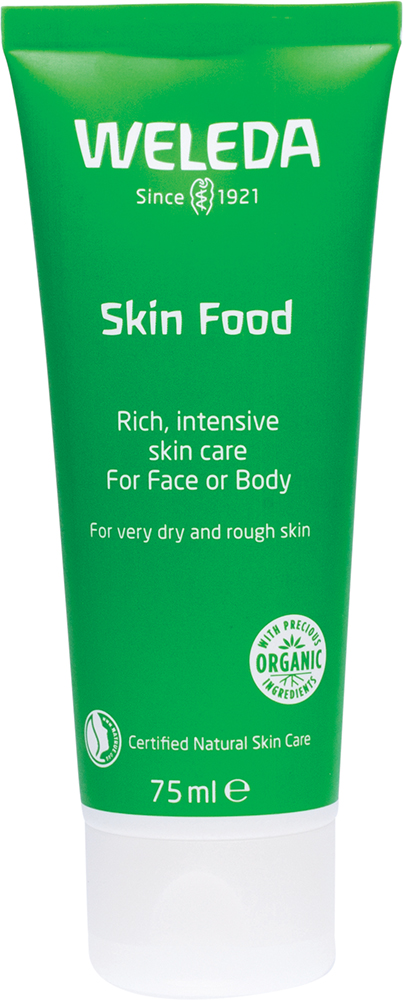 WELEDA
Since 1921
Skin Food
Rich, intensive
skin care
For Face or Body
For very dry and rough skin
WITH PRECIOUS
ORGANIC
INGREDIENTS
Certified Natural Skin Care
75 ml ℮